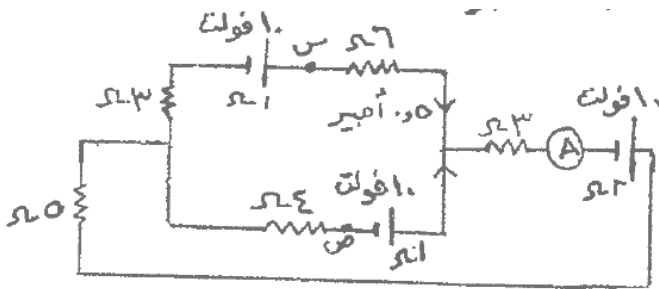 ١٠ فولت
س
٦Ω
٣Ω
١Ω
٠,٥ أمبير
٣Ω
A
١٠ فولت
٢Ω
١٠ فولت
٤Ω
ص
١Ω
٥Ω